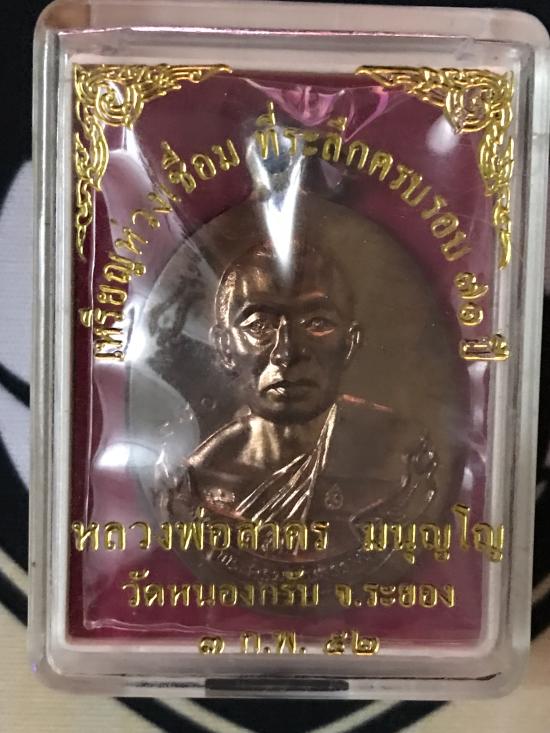 เหรียญห่วงเชื่อม ที่ระลึกครบรอบ ๗๑ ปี
หลวงพ่อสาคร มนุญโญ
วัดหนองกรับ จ.ระยอง
๓ ก.พ. ๕๒